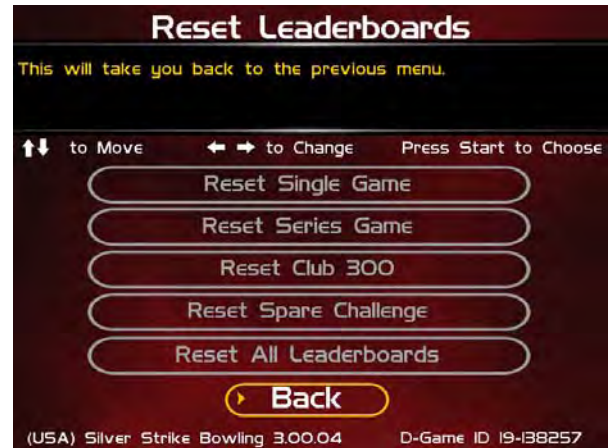 Reset Leaderboards
This will take you back to the previous menu.
⬆⬇ to Move ⬅ ➡ to Change Press Start to Choose
Reset Single Game
Reset Series Game
Reset Club 300
Reset Spare Challenge
Reset All Leaderboards
Back
(USA) Silver Strike Bowling 3.00.04 D-Game ID 19-138257